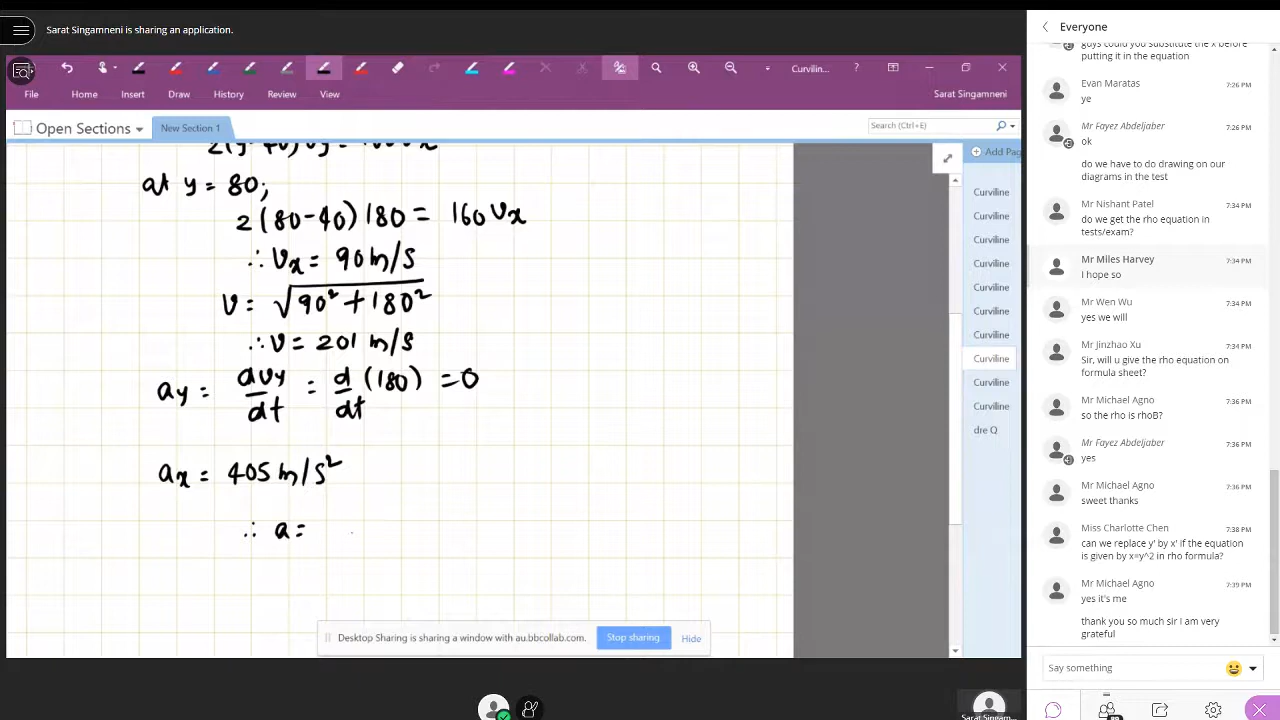 Sarat Singamneni is sharing an application.
Curvilin...
File Home Insert Draw History Review View
Sarat Singamneni
Open Sections
New Section 1
Search (Ctrl+E)
Add Pag
at y = 80;
2(80-40)180 = 160 Vx
∴ Vx = 90 m/s
V = √90² + 180²
∴ V = 201 m/s
ay = dVy/dt = d/dt (180) = 0
ax = 405 m/s²
∴ a =
Curviline
Curviline
Curviline
Curviline
Curviline
Curviline
Curviline
Curviline
Curviline
Curviline
dre Q
Desktop Sharing is sharing a window with au.bbcollab.com.
Stop sharing
Hide
Sarat Singamn...
Everyone
guys could you substitute the x before
putting it in the equation
Evan Maratas 7:26 PM
ye
Mr Fayez Abdeljaber 7:26 PM
ok
do we have to do drawing on our
diagrams in the test
Mr Nishant Patel 7:34 PM
do we get the rho equation in
tests/exam?
Mr Miles Harvey 7:34 PM
I hope so
Mr Wen Wu 7:34 PM
yes we will
Mr Jinzhao Xu 7:34 PM
Sir, will u give the rho equation on
formula sheet?
Mr Michael Agno 7:36 PM
so the rho is rhoB?
Mr Fayez Abdeljaber 7:36 PM
yes
Mr Michael Agno 7:36 PM
sweet thanks
Miss Charlotte Chen 7:38 PM
can we replace y' by x' if the equation
is given by x=y^2 in rho formula?
Mr Michael Agno 7:39 PM
yes it's me
thank you so much sir I am very
grateful
Say something